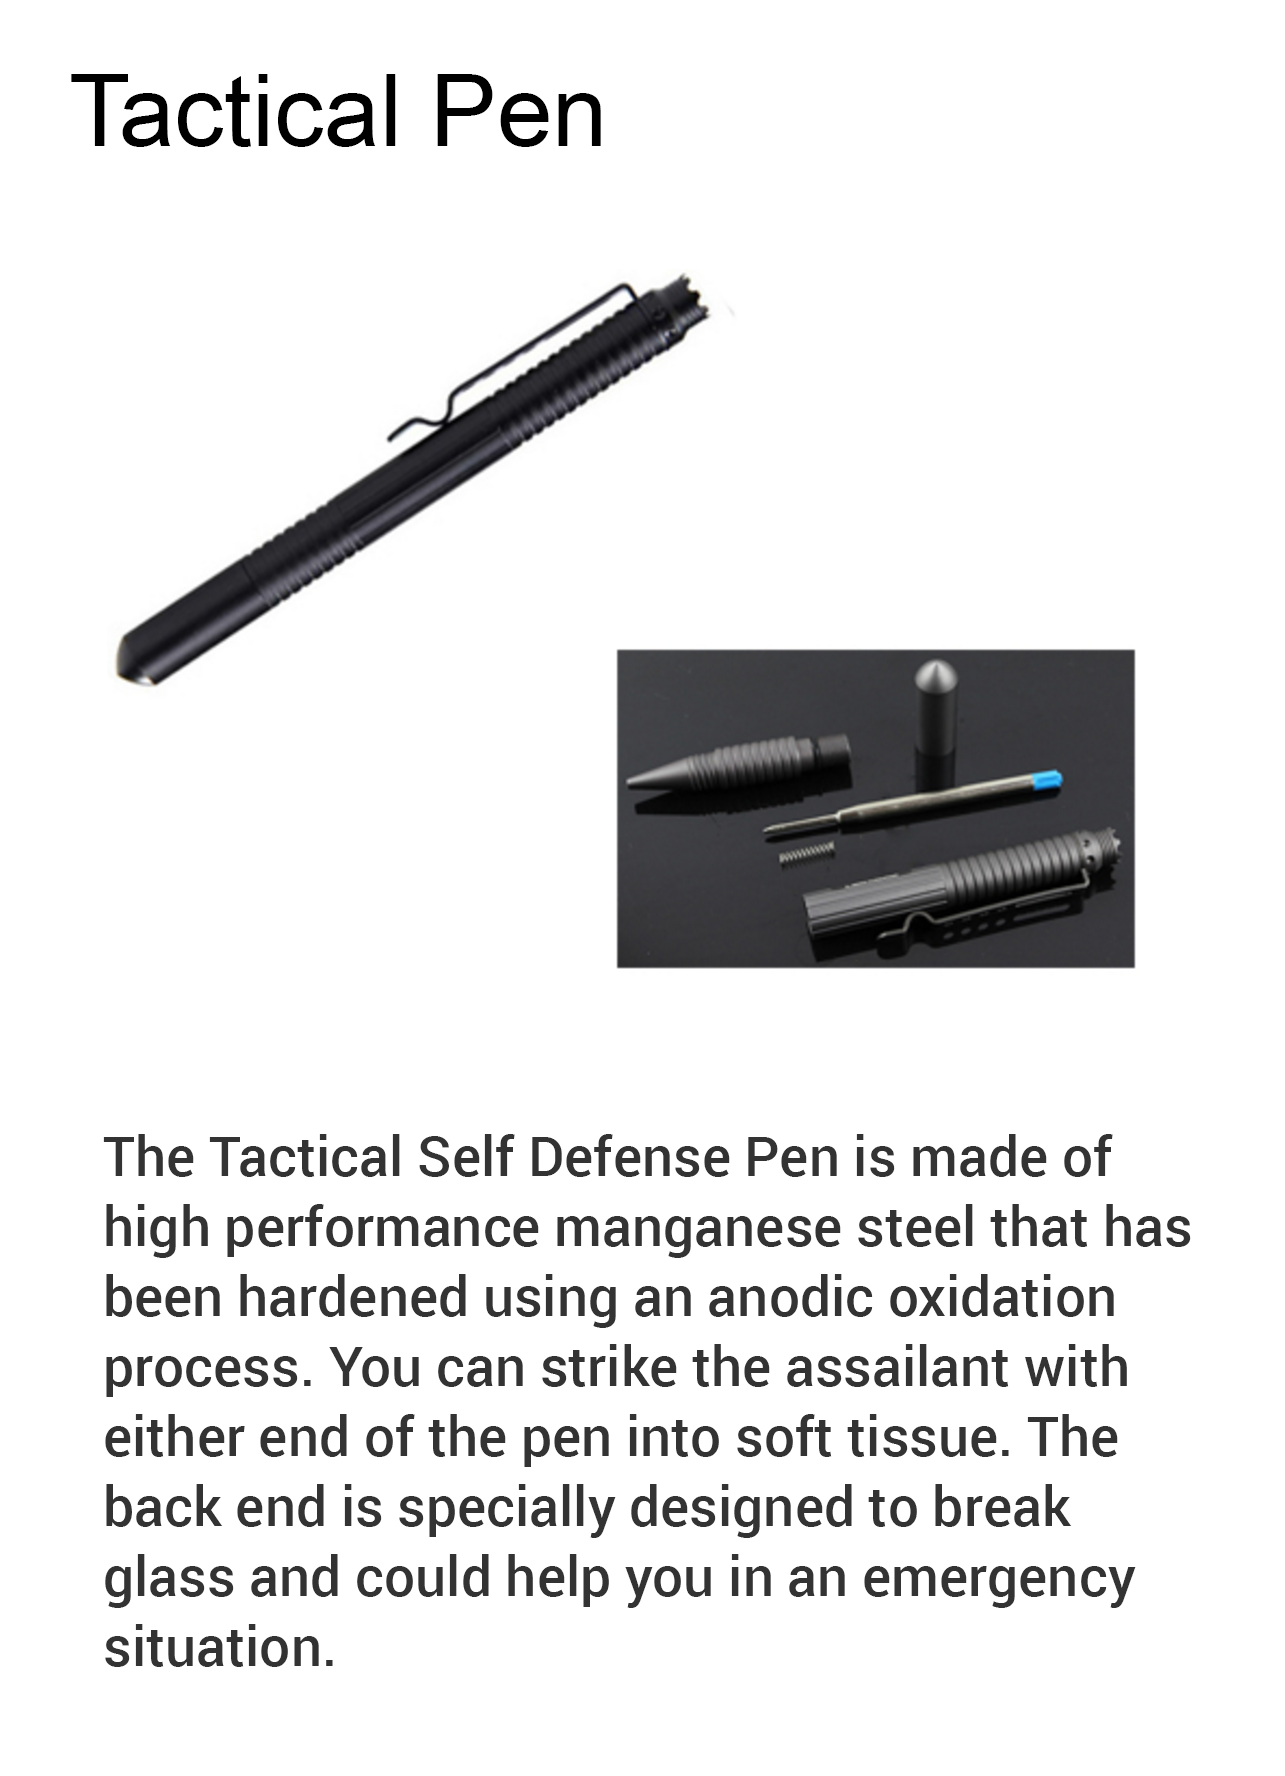 Tactical Pen
The Tactical Self Defense Pen is made of
high performance manganese steel that has
been hardened using an anodic oxidation
process. You can strike the assailant with
either end of the pen into soft tissue. The
back end is specially designed to break
glass and could help you in an emergency
situation.